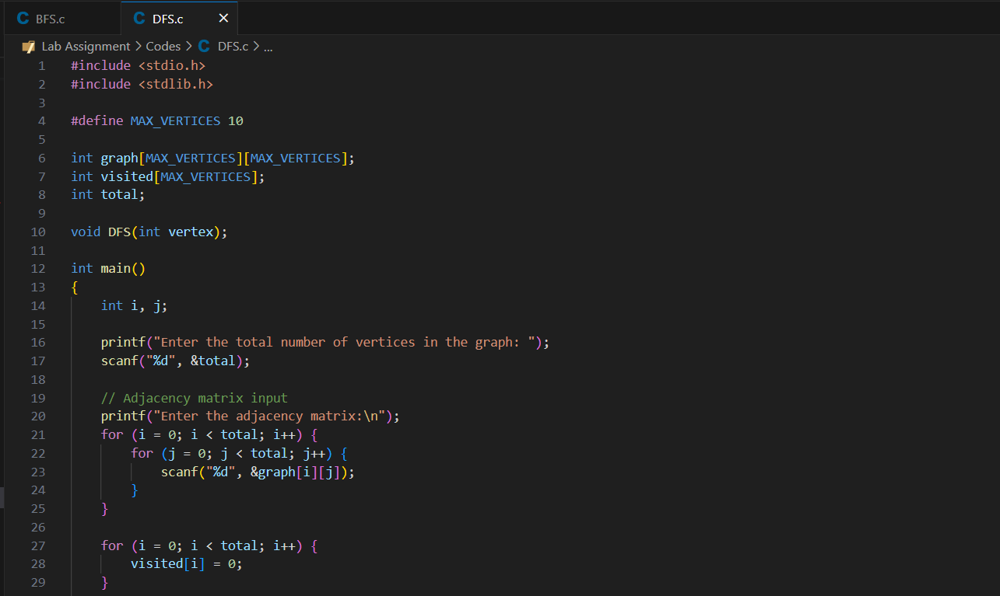 C BFS.c
C DFS.c ×
Lab Assignment > Codes > C DFS.c > ...
1 #include <stdio.h>
2 #include <stdlib.h>
3
4 #define MAX_VERTICES 10
5
6 int graph[MAX_VERTICES][MAX_VERTICES];
7 int visited[MAX_VERTICES];
8 int total;
9
10 void DFS(int vertex);
11
12 int main()
13 {
14     int i, j;
15
16     printf("Enter the total number of vertices in the graph: ");
17     scanf("%d", &total);
18
19     // Adjacency matrix input
20     printf("Enter the adjacency matrix:\n");
21     for (i = 0; i < total; i++) {
22         for (j = 0; j < total; j++) {
23             scanf("%d", &graph[i][j]);
24         }
25     }
26
27     for (i = 0; i < total; i++) {
28         visited[i] = 0;
29     }